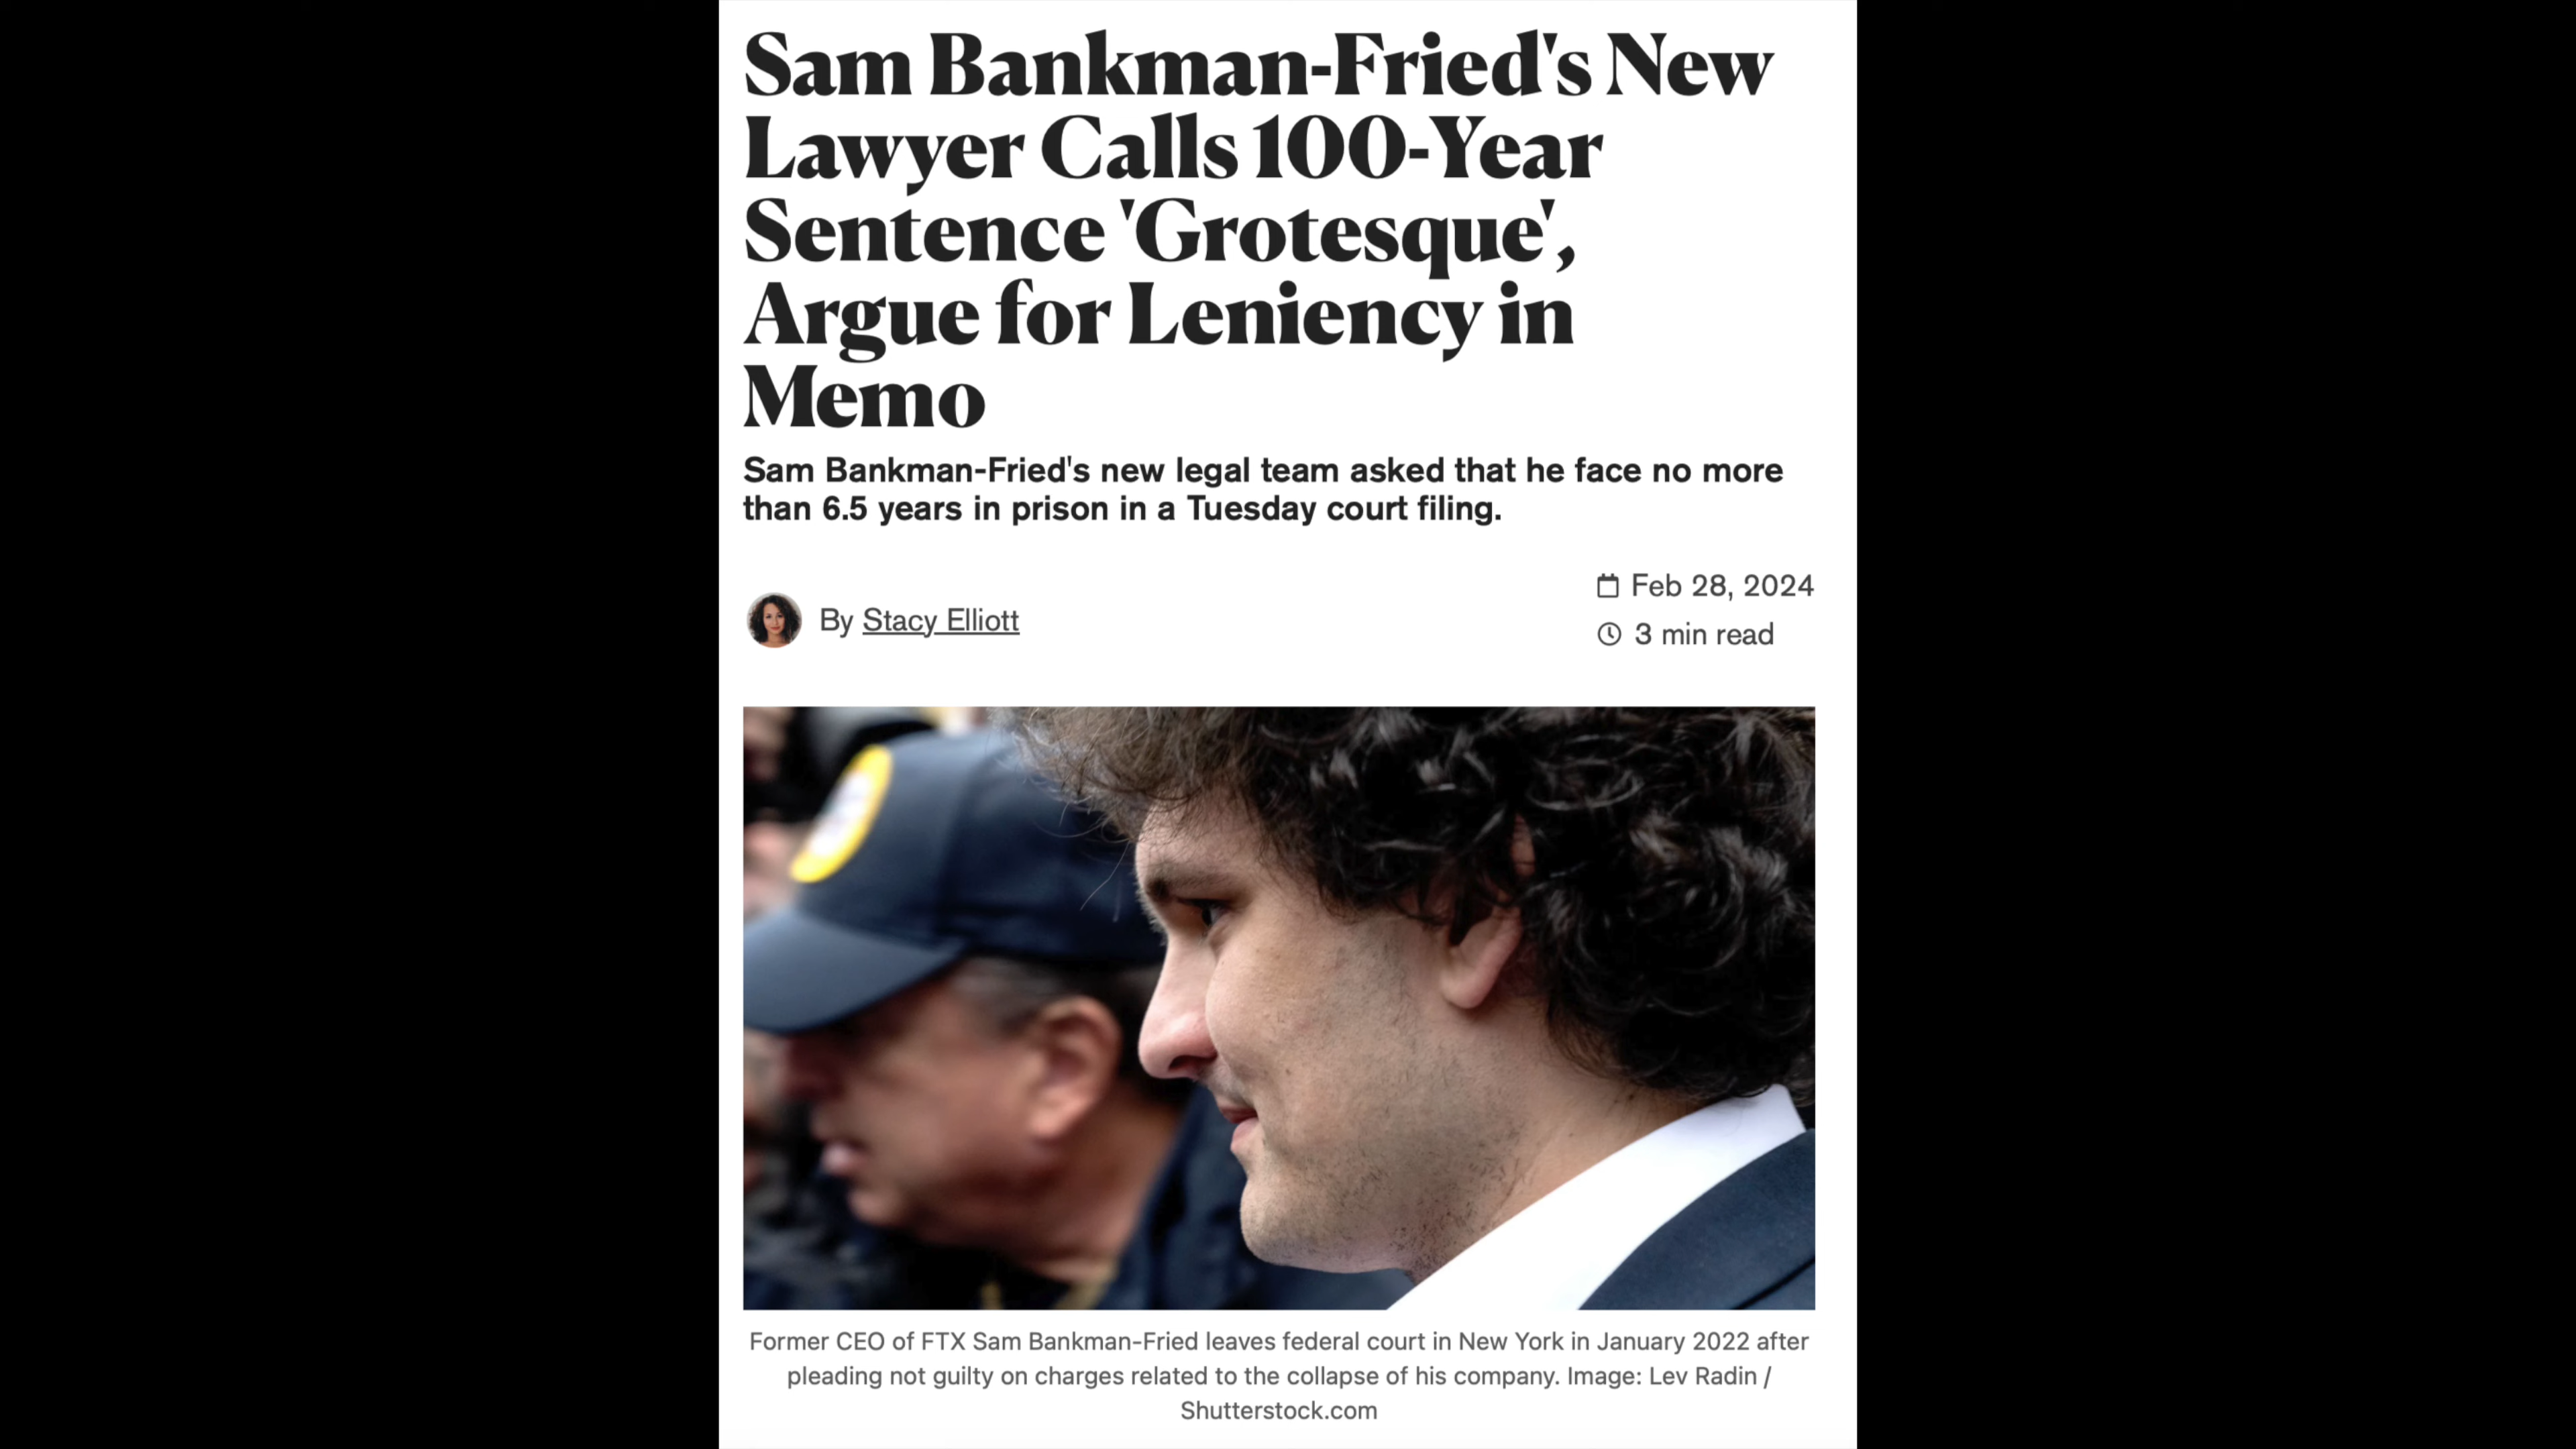 Sam Bankman-Fried's New
Lawyer Calls 100-Year
Sentence 'Grotesque',
Argue for Leniency in
Memo
Sam Bankman-Fried's new legal team asked that he face no more
than 6.5 years in prison in a Tuesday court filing.
By Stacy Elliott
Feb 28, 2024
3 min read
Former CEO of FTX Sam Bankman-Fried leaves federal court in New York in January 2022 after
pleading not guilty on charges related to the collapse of his company. Image: Lev Radin /
Shutterstock.com